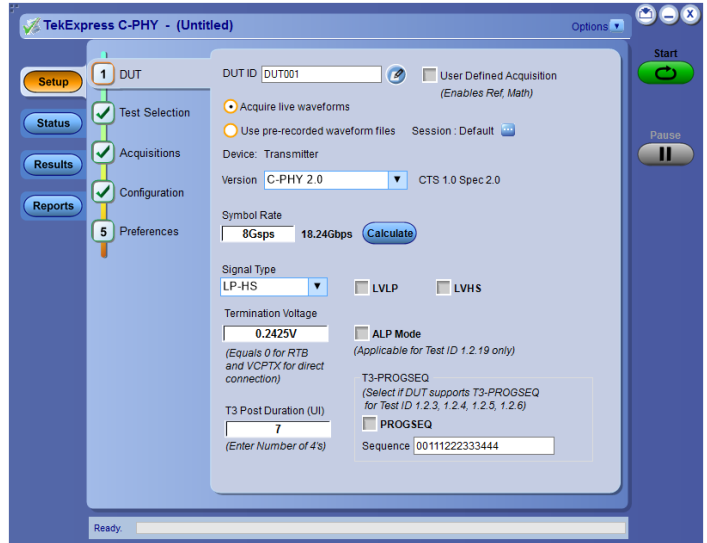 TekExpress C-PHY - (Untitled)
Options
Start
Pause
Setup
Status
Results
Reports
1 DUT
Test Selection
Acquisitions
Configuration
5 Preferences
DUT ID DUT001
User Defined Acquisition
(Enables Ref, Math)
Acquire live waveforms
Use pre-recorded waveform files Session : Default
Device: Transmitter
Version C-PHY 2.0 CTS 1.0 Spec 2.0
Symbol Rate
8Gsps 18.24Gbps Calculate
Signal Type
LP-HS LVLP LVHS
Termination Voltage
0.2425V
(Equals 0 for RTB
and VCPTX for direct
connection)
ALP Mode
(Applicable for Test ID 1.2.19 only)
T3 Post Duration (UI)
7
(Enter Number of 4's)
T3-PROGSEQ
(Select if DUT supports T3-PROGSEQ
for Test ID 1.2.3, 1.2.4, 1.2.5, 1.2.6)
PROGSEQ
Sequence 00111222333444
Ready.